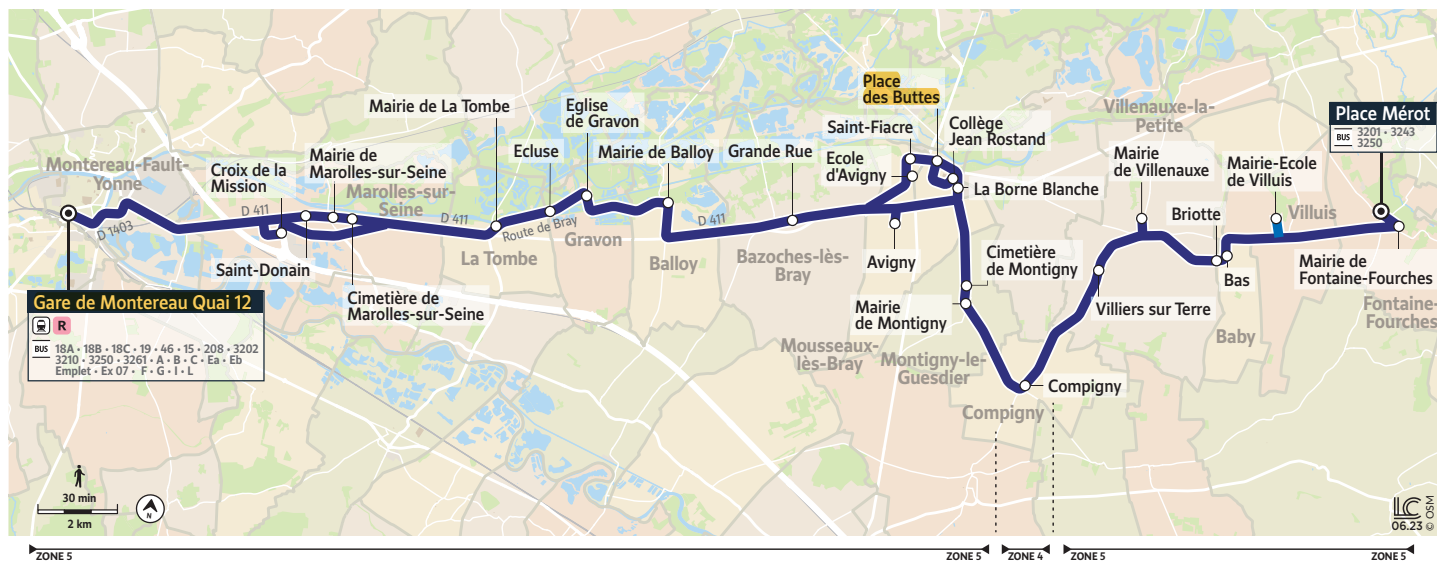 Place
des Buttes
Mairie de La Tombe
Eglise
de Gravon
Villenaux-la-
Petite
Place Mérot
BUS 3201 • 3243
3250
Saint-Fiacre
Collège
Jean Rostand
Ecluse
Mairie de Balloy
Grande Rue
Ecole
d'Avigny
Mairie
de Villenauxe
Mairie-Ecole
de Villuis
Montereau-Fault-
Yonne
Croix de la
Mission
Mairie de
Marolles-sur-Seine
Marolles-sur-
Seine
La Borne Blanche
Briotte
Villuis
D 1403
D 411
D 411
Route de Bray
D 411
Gravon
La Tombe
Balloy
Bazoches-lès-
Bray
Saint-Donain
Avigny
Cimetière
de Montigny
Bas
Mairie de
Fontaine-Fourches
Gare de Montereau Quai 12
R
BUS 18A • 18B • 18C • 19 • 46 • 15 • 208 • 3202
3210 • 3250 • 3261 • A • B • C • Ea • Eb
Emplet • Ex 07 • F • G • I • L
Cimetière de
Marolles-sur-Seine
Mairie
de Montigny
Villiers sur Terre
Fontaine-
Fourches
Baby
Mousseaux-
lès-Bray
Montigny-le-
Guesdier
Compigny
Compigny
30 min
2 km
N
LC
06.23
© OSM
ZONE 5
ZONE 5
ZONE 4
ZONE 5
ZONE 5